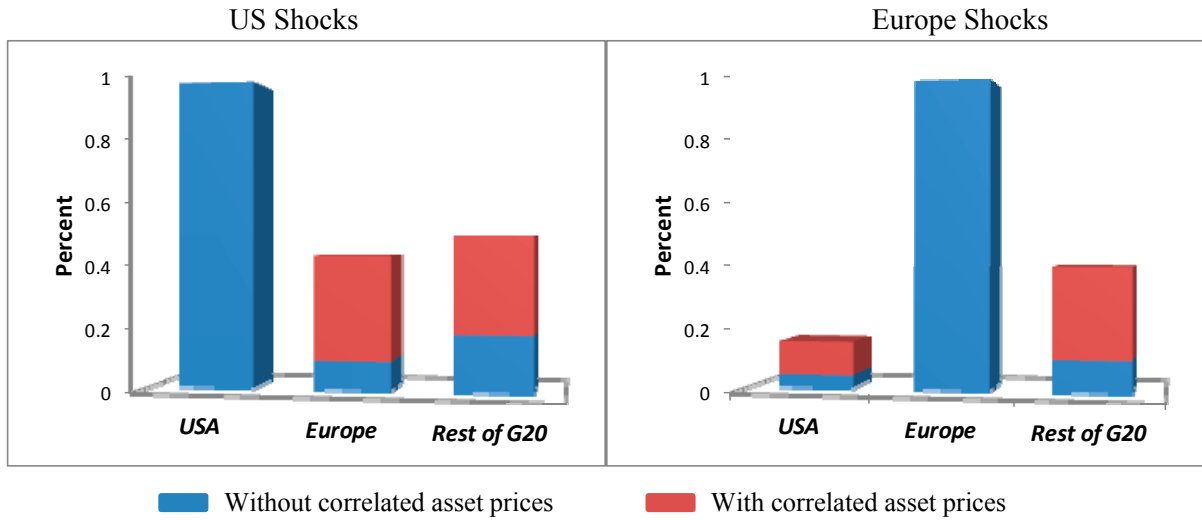 US Shocks
Europe Shocks
Percent
1
0.8
0.6
0.4
0.2
0
USA
Europe
Rest of G20
Percent
1
0.8
0.6
0.4
0.2
0
USA
Europe
Rest of G20
Without correlated asset prices
With correlated asset prices